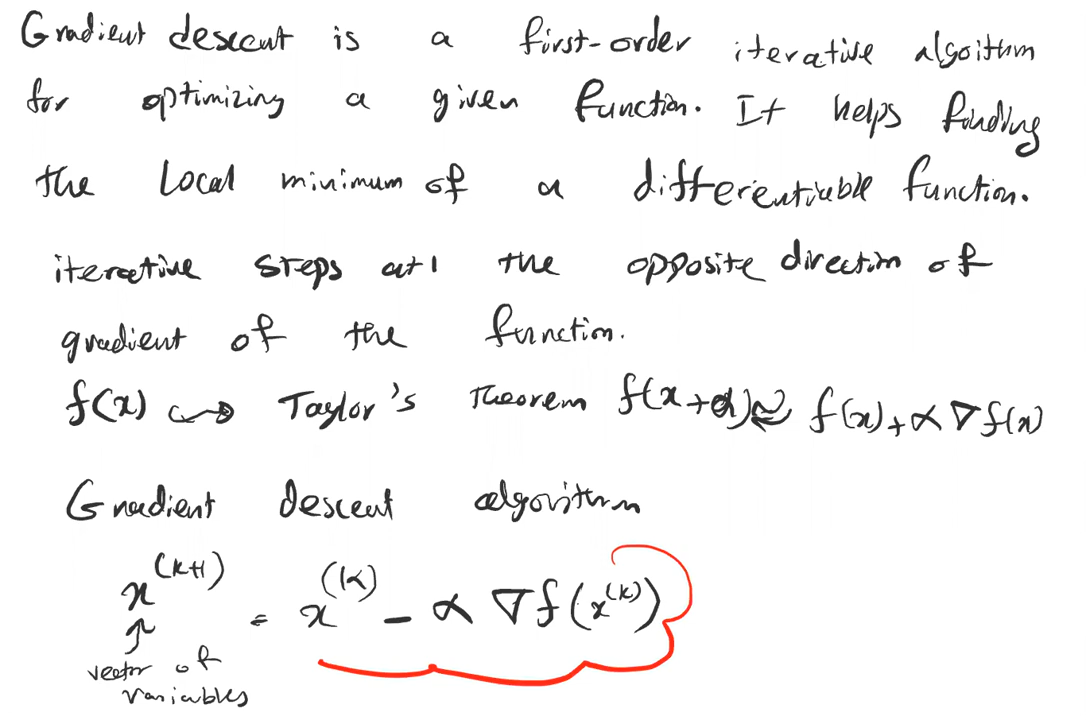 Gradient descent is a first-order iterative algoithm
for optimizing a given function. It helps finding
the Local minimum of a differentiable function.
iterative steps at the opposite direction of
gradient of the function.
f(x) ↪ Taylor's Theorem f(x+α) ≈ f(x)+α∇f(x)
Gradient descent algorithm
x^(k+1) = x^(k) - α ∇f(x^(k))
↑
vector of
variables